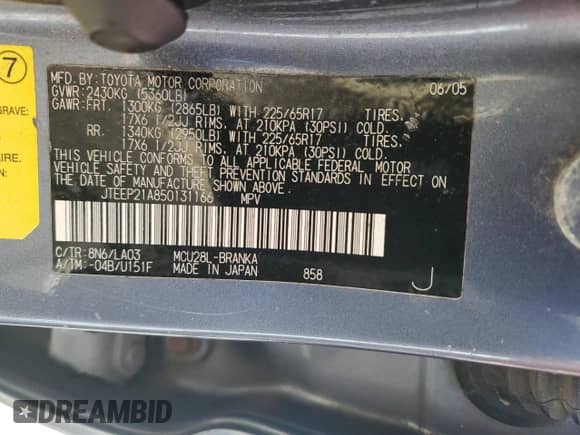 7
GRAVE:
AIRE.
RE.
MFD. BY: TOYOTA MOTOR CORPORATION 06/05
GVWR: 2430KG (5360LB)
GAWR: FRT. 1300KG (2865LB) WITH 225/65R17 TIRES,
17X6 1/2JJ RIMS, AT 210KPA (30PSI) COLD.
RR. 1340KG (2950LB) WITH 225/65R17 TIRES,
17X6 1/2JJ RIMS, AT 210KPA (30PSI) COLD.
THIS VEHICLE CONFORMS TO ALL APPLICABLE FEDERAL MOTOR
VEHICLE SAFETY AND THEFT PREVENTION STANDARDS IN EFFECT ON
THE DATE OF MANUFACTURE SHOWN ABOVE.
JTEEP21A850131166 MPV
C/TR: 8N6/LA03 MCU28L-BRANKA
A/TM: -04B/U151F MADE IN JAPAN 858 J
DREAMBID